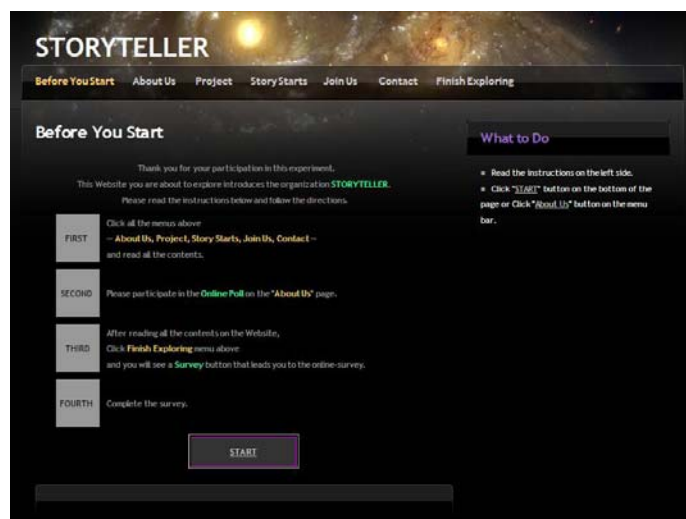 STORYTELLER
Before You Start About Us Project Story Starts Join Us Contact Finish Exploring
Before You Start
Thank you for your participation in this experiment.
This Website you are about to explore introduces the organization STORYTELLER.
Please read the instructions below and follow the directions.
FIRST
Click all the menus above
— About Us, Project, Story Starts, Join Us, Contact —
and read all the contents.
SECOND
Please participate in the Online Poll on the "About Us" page.
THIRD
After reading all the contents on the Website,
Click Finish Exploring menu above
and you will see a Survey button that leads you to the online-survey.
FOURTH
Complete the survey.
START
What to Do
Read the instructions on the left side.
Click "START" button on the bottom of the
page or Click "About Us" button on the menu
bar.